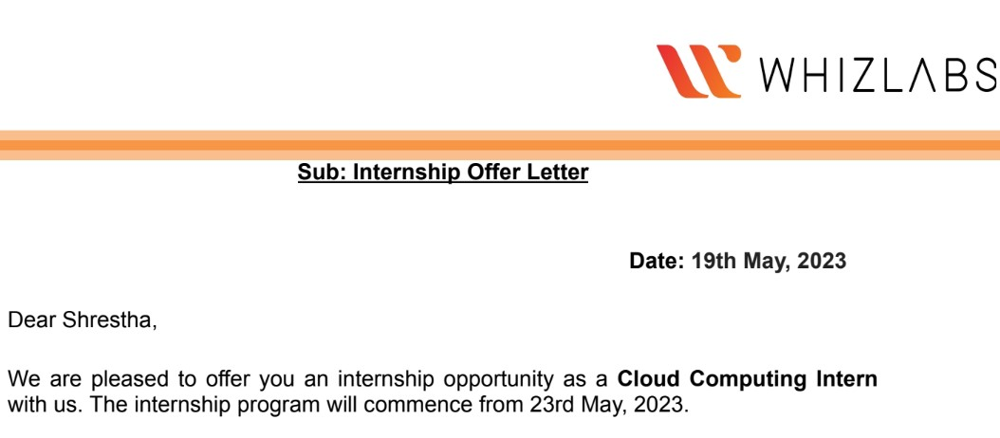 WHIZLABS
Sub: Internship Offer Letter
Date: 19th May, 2023
Dear Shrestha,
We are pleased to offer you an internship opportunity as a Cloud Computing Intern
with us. The internship program will commence from 23rd May, 2023.